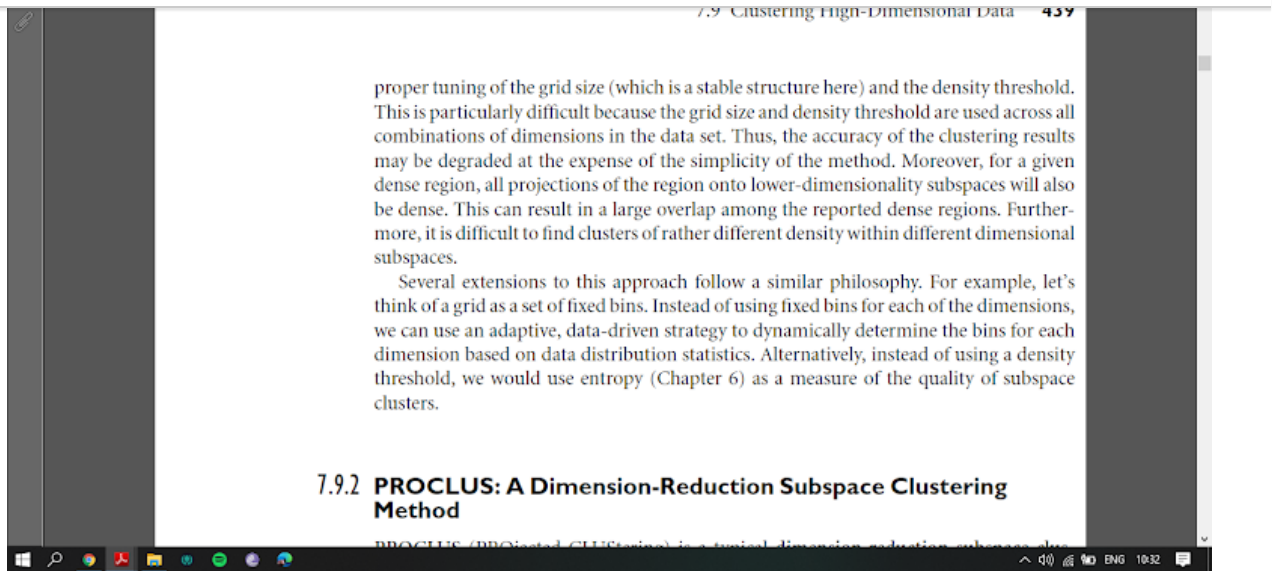 7.9 Clustering High-Dimensional Data 439
proper tuning of the grid size (which is a stable structure here) and the density threshold.
This is particularly difficult because the grid size and density threshold are used across all
combinations of dimensions in the data set. Thus, the accuracy of the clustering results
may be degraded at the expense of the simplicity of the method. Moreover, for a given
dense region, all projections of the region onto lower-dimensionality subspaces will also
be dense. This can result in a large overlap among the reported dense regions. Further-
more, it is difficult to find clusters of rather different density within different dimensional
subspaces.
Several extensions to this approach follow a similar philosophy. For example, let's
think of a grid as a set of fixed bins. Instead of using fixed bins for each of the dimensions,
we can use an adaptive, data-driven strategy to dynamically determine the bins for each
dimension based on data distribution statistics. Alternatively, instead of using a density
threshold, we would use entropy (Chapter 6) as a measure of the quality of subspace
clusters.
7.9.2 PROCLUS: A Dimension-Reduction Subspace Clustering
Method
PROCLUS (PROjected CLUStering) is a typical dimension-reduction subspace clus-
ENG 10:32